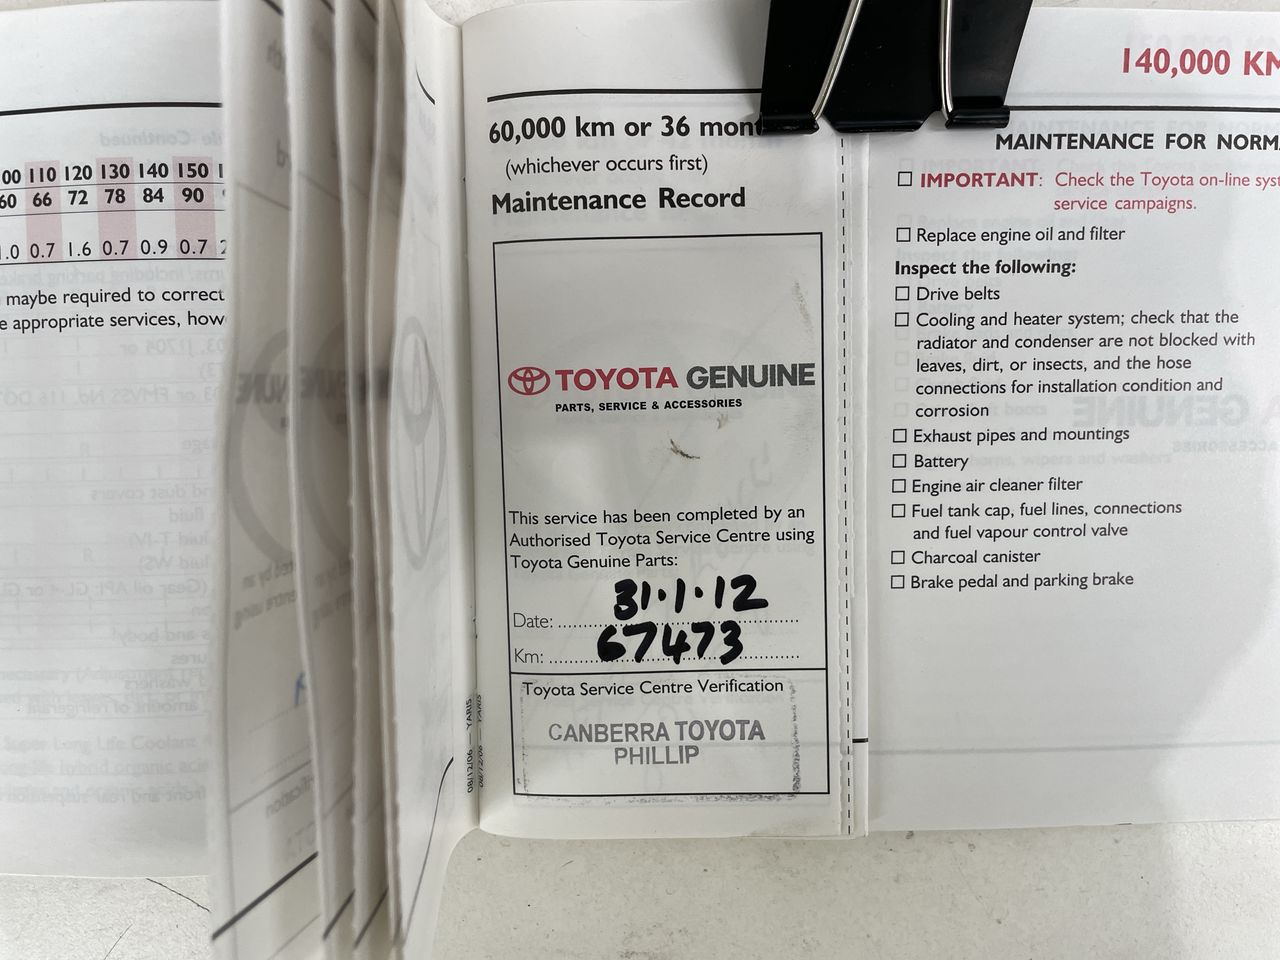 110 120 130 140 150
60 66 72 78 84 90
1.0 0.7 1.6 0.7 0.9 0.7
maybe required to correct
appropriate services,
60,000 km or 36
(whichever occurs first)
Maintenance Record
TOYOTA GENUINE
PARTS, SERVICE & ACCESSORIES
This service has been completed by an
Authorised Toyota Service Centre using
Toyota Genuine Parts:
Date: 31.1.12
Km: 67473
Toyota Service Centre Verification
CANBERRA TOYOTA
PHILLIP
08/12/06 — YARIS
140,000 KM
MAINTENANCE FOR
IMPORTANT: Check the Toyota on-line
service campaigns.
Replace engine oil and filter
Inspect the following:
Drive belts
Cooling and heater system; check that the
radiator and condenser are not blocked with
leaves, dirt, or insects, and the hose
connections for installation condition and
corrosion
Exhaust pipes and mountings
Battery
Engine air cleaner filter
Fuel tank cap, fuel lines, connections
and fuel vapour control valve
Charcoal canister
Brake pedal and parking brake